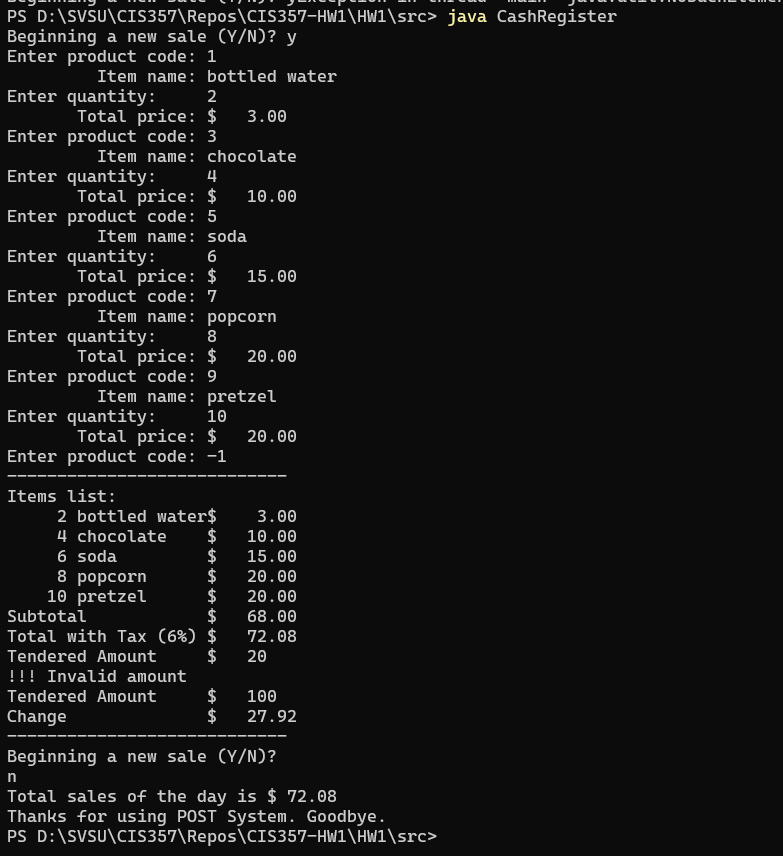 PS D:\SVSU\CIS357\Repos\CIS357-HW1\HW1\src> java CashRegister
Beginning a new sale (Y/N)? y
Enter product code: 1
         Item name: bottled water
Enter quantity:     2
       Total price: $   3.00
Enter product code: 3
         Item name: chocolate
Enter quantity:     4
       Total price: $   10.00
Enter product code: 5
         Item name: soda
Enter quantity:     6
       Total price: $   15.00
Enter product code: 7
         Item name: popcorn
Enter quantity:     8
       Total price: $   20.00
Enter product code: 9
         Item name: pretzel
Enter quantity:     10
       Total price: $   20.00
Enter product code: -1
----------------------------
Items list:
     2 bottled water$    3.00
     4 chocolate    $   10.00
     6 soda         $   15.00
     8 popcorn      $   20.00
    10 pretzel      $   20.00
Subtotal            $   68.00
Total with Tax (6%) $   72.08
Tendered Amount     $   20
!!! Invalid amount
Tendered Amount     $   100
Change              $   27.92
----------------------------
Beginning a new sale (Y/N)?
n
Total sales of the day is $ 72.08
Thanks for using POST System. Goodbye.
PS D:\SVSU\CIS357\Repos\CIS357-HW1\HW1\src>